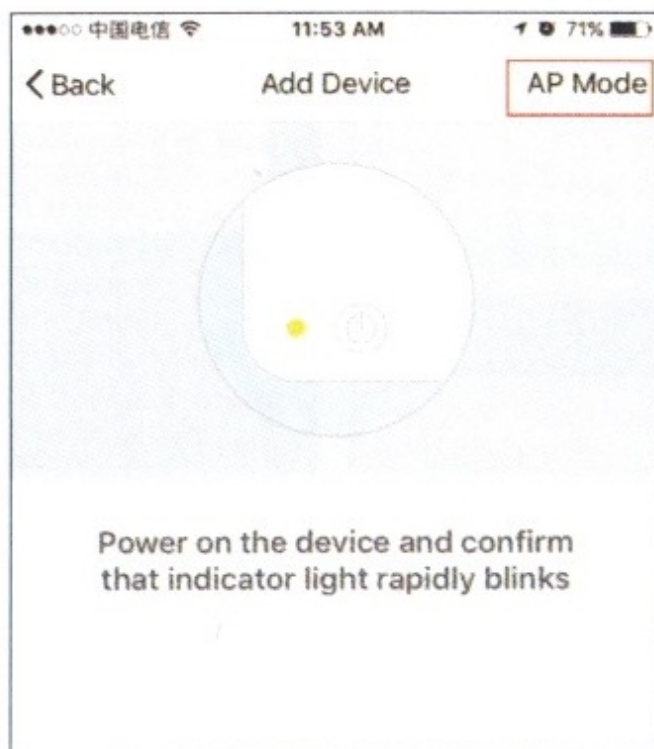 中国电信 11:53 AM 71%
Back Add Device AP Mode
Power on the device and confirm
that indicator light rapidly blinks